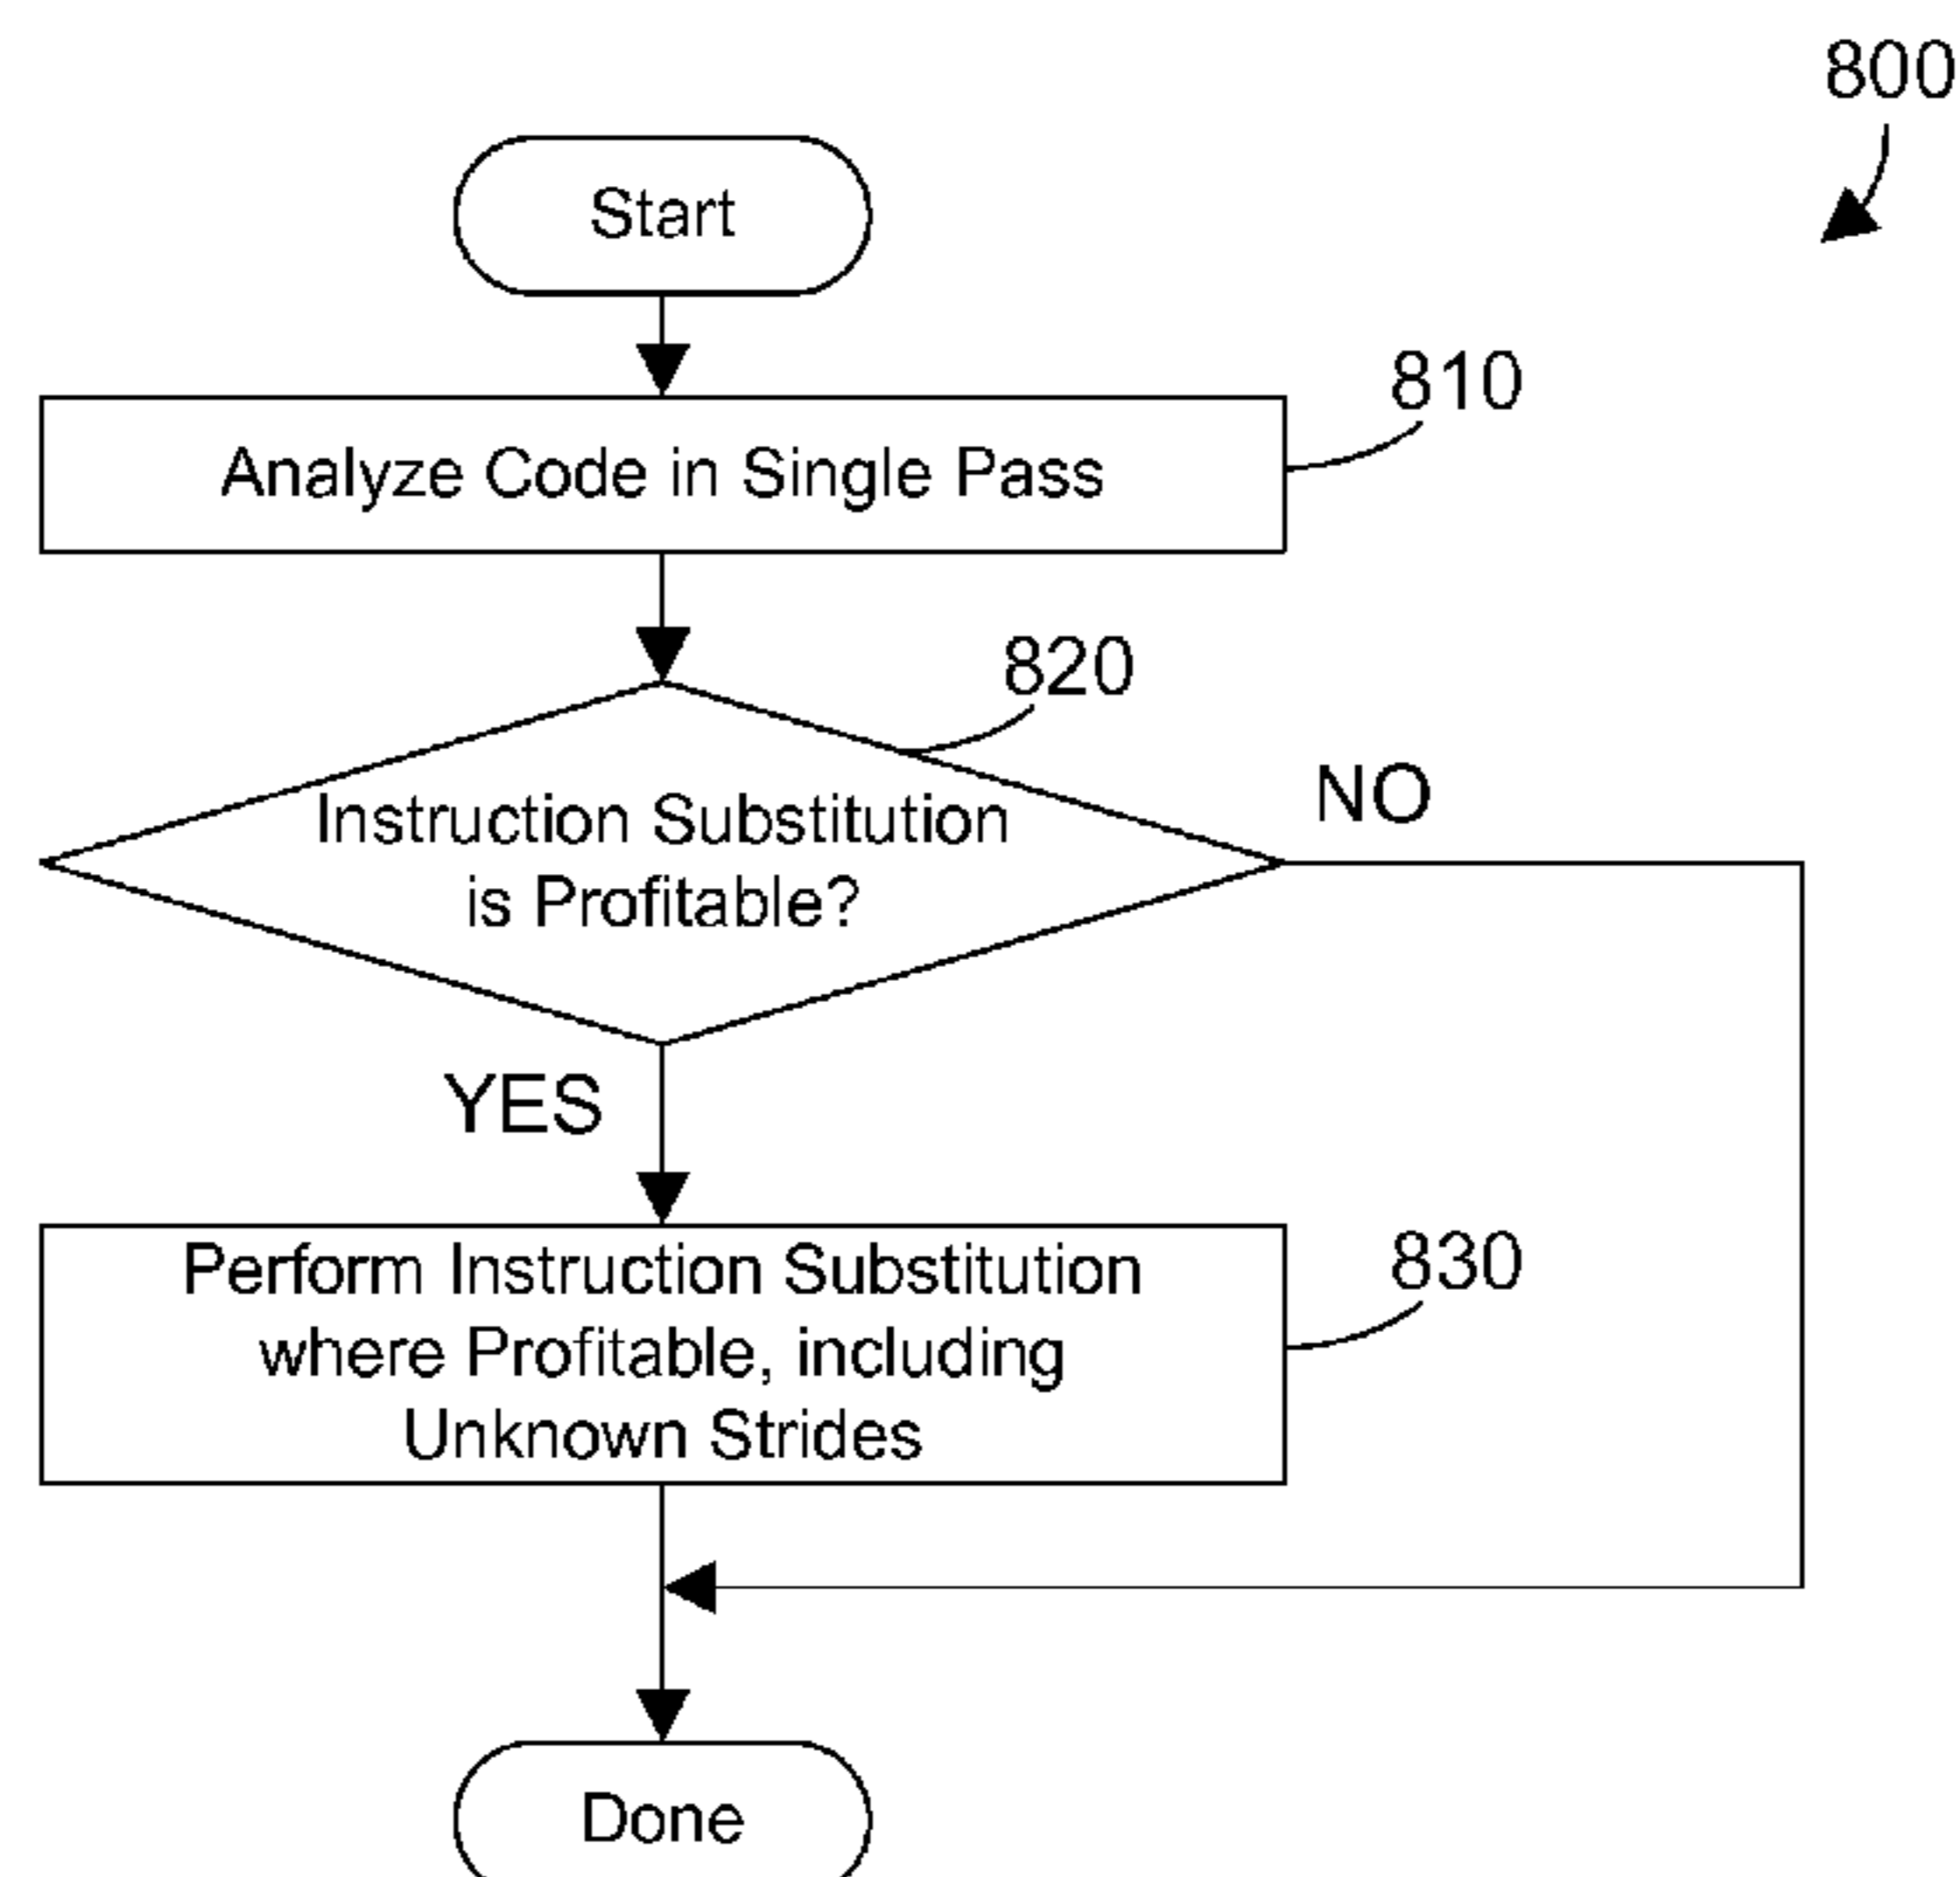 800
Start
810
Analyze Code in Single Pass
820
Instruction Substitution
is Profitable?
NO
YES
830
Perform Instruction Substitution
where Profitable, including
Unknown Strides
Done